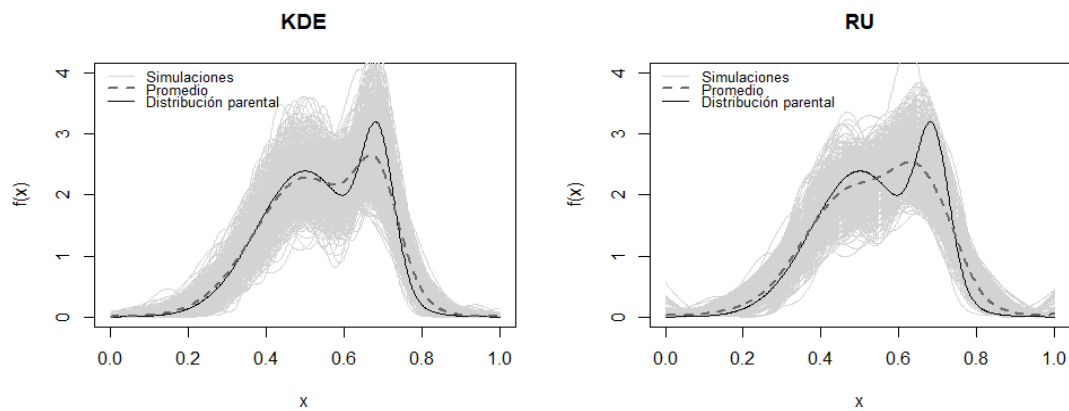 KDE
Simulaciones
Promedio
Distribución parental
f(x)
4
3
2
1
0
0.0 0.2 0.4 0.6 0.8 1.0
x
RU
Simulaciones
Promedio
Distribución parental
f(x)
4
3
2
1
0
0.0 0.2 0.4 0.6 0.8 1.0
x